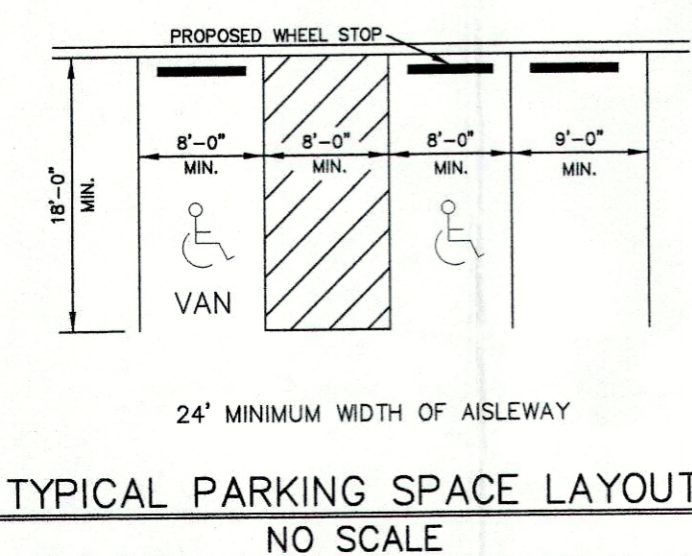 PROPOSED WHEEL STOP
8'-0" 8'-0" 8'-0" 9'-0"
MIN. MIN. MIN. MIN.
18'-0"
MIN.
VAN
24' MINIMUM WIDTH OF AISLEWAY
TYPICAL PARKING SPACE LAYOUT
NO SCALE